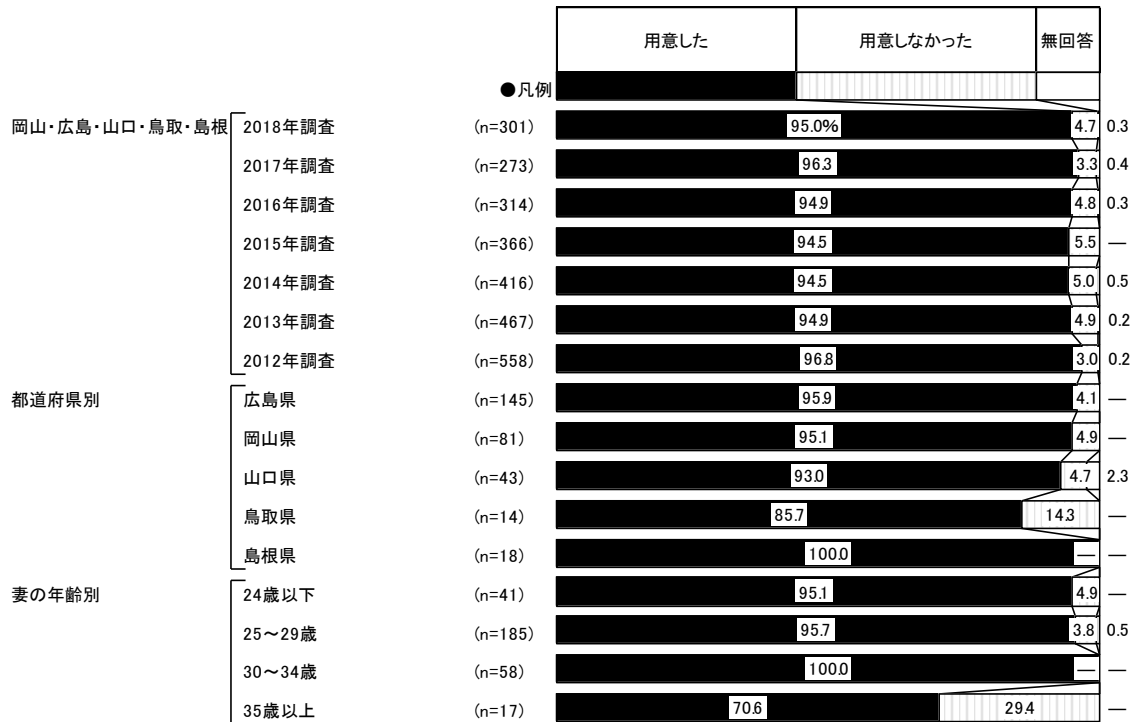 用意した 用意しなかった 無回答
●凡例
岡山・広島・山口・鳥取・島根 2018年調査 (n=301) 95.0% 4.7 0.3
2017年調査 (n=273) 96.3 3.3 0.4
2016年調査 (n=314) 94.9 4.8 0.3
2015年調査 (n=366) 94.5 5.5 —
2014年調査 (n=416) 94.5 5.0 0.5
2013年調査 (n=467) 94.9 4.9 0.2
2012年調査 (n=558) 96.8 3.0 0.2
都道府県別 広島県 (n=145) 95.9 4.1 —
岡山県 (n=81) 95.1 4.9 —
山口県 (n=43) 93.0 4.7 2.3
鳥取県 (n=14) 85.7 14.3 —
島根県 (n=18) 100.0 — —
妻の年齢別 24歳以下 (n=41) 95.1 4.9 —
25～29歳 (n=185) 95.7 3.8 0.5
30～34歳 (n=58) 100.0 — —
35歳以上 (n=17) 70.6 29.4 —